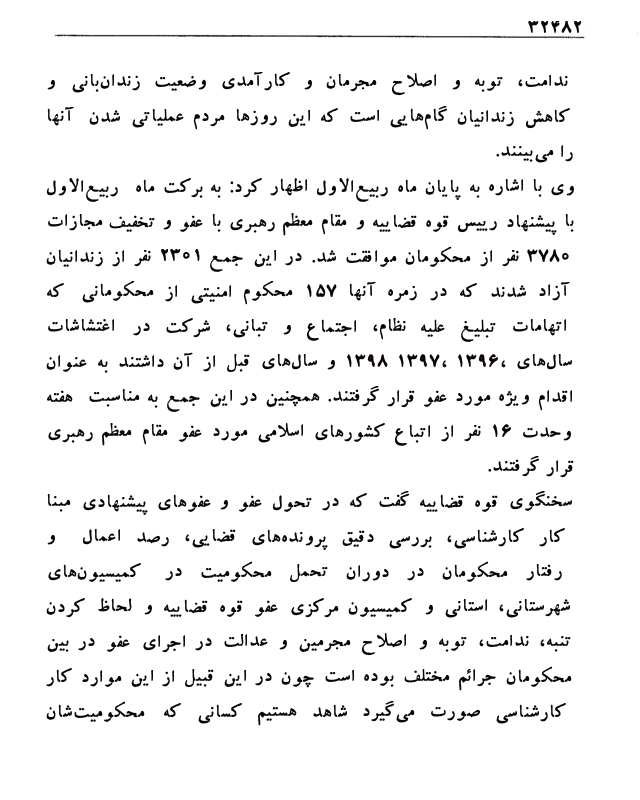 ۳۲۴۸۲
ندامت، توبه و اصلاح مجرمان و کارآمدی وضعیت زندان‌بانی و
کاهش زندانیان گام‌هایی است که این روزها مردم عملیاتی شدن آنها
را می‌بینند.
وی با اشاره به پایان ماه ربیع‌الاول اظهار کرد: به برکت ماه ربیع‌الاول
با پیشنهاد رییس قوه قضاییه و مقام معظم رهبری با عفو و تخفیف مجازات
۳۷۸۰ نفر از محکومان موافقت شد. در این جمع ۲۳۰۱ نفر از زندانیان
آزاد شدند که در زمره آنها ۱۵۷ محکوم امنیتی از محکومانی که
اتهامات تبلیغ علیه نظام، اجتماع و تبانی، شرکت در اغتشاشات
سال‌های ،۱۳۹۶ ،۱۳۹۷ ۱۳۹۸ و سال‌های قبل از آن داشتند به عنوان
اقدام ویژه مورد عفو قرار گرفتند. همچنین در این جمع به مناسبت هفته
وحدت ۱۶ نفر از اتباع کشورهای اسلامی مورد عفو مقام معظم رهبری
قرار گرفتند.
سخنگوی قوه قضاییه گفت که در تحول عفو و عفوهای پیشنهادی مبنا
کار کارشناسی، بررسی دقیق پرونده‌های قضایی، رصد اعمال و
رفتار محکومان در دوران تحمل محکومیت در کمیسیون‌های
شهرستانی، استانی و کمیسیون مرکزی عفو قوه قضاییه و لحاظ کردن
تنبه، ندامت، توبه و اصلاح مجرمین و عدالت در اجرای عفو در بین
محکومان جرائم مختلف بوده است چون در این قبیل از این موارد کار
کارشناسی صورت می‌گیرد شاهد هستیم کسانی که محکومیت‌شان